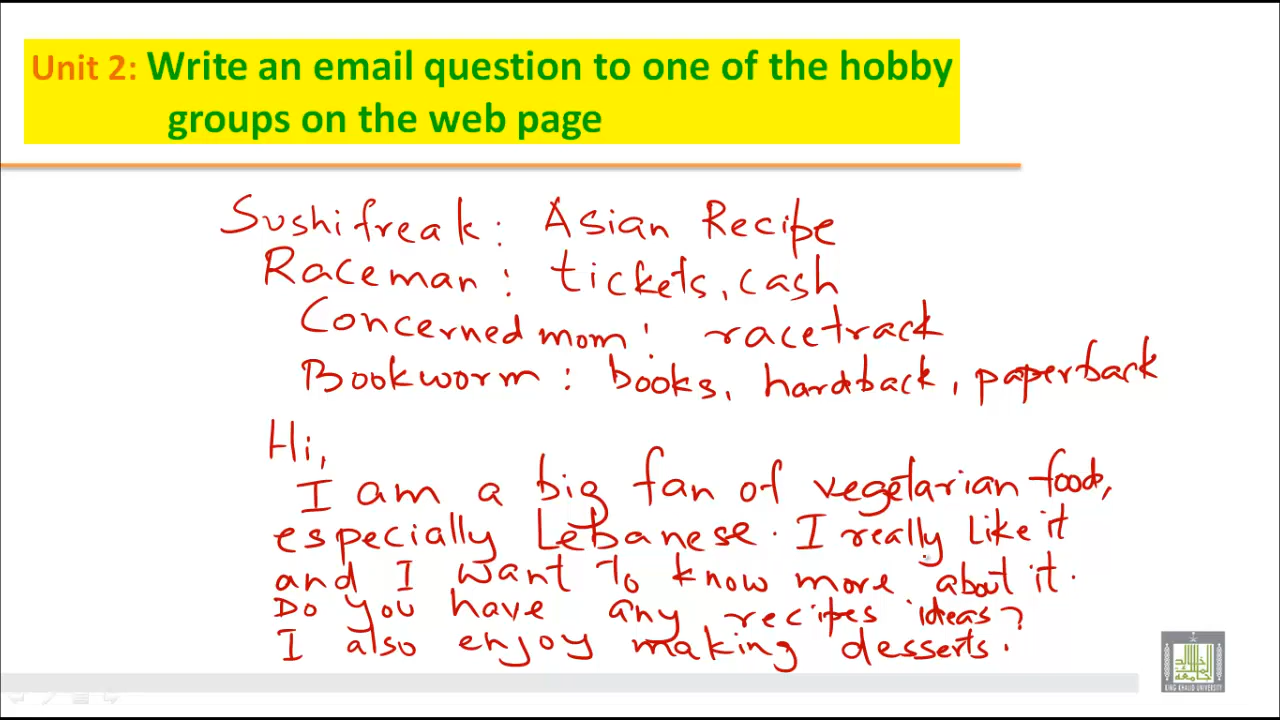 Unit 2: Write an email question to one of the hobby
groups on the web page
Sushifreak: Asian Recipe
Raceman: tickets, cash
Concerned mom: racetrack
Bookworm: books, hardback, paperback
Hi,
I am a big fan of vegetarian food,
especially Lebanese. I really like it
and I want to know more about it.
Do you have any recipes ideas?
I also enjoy making desserts.
KING KHALID UNIVERSITY